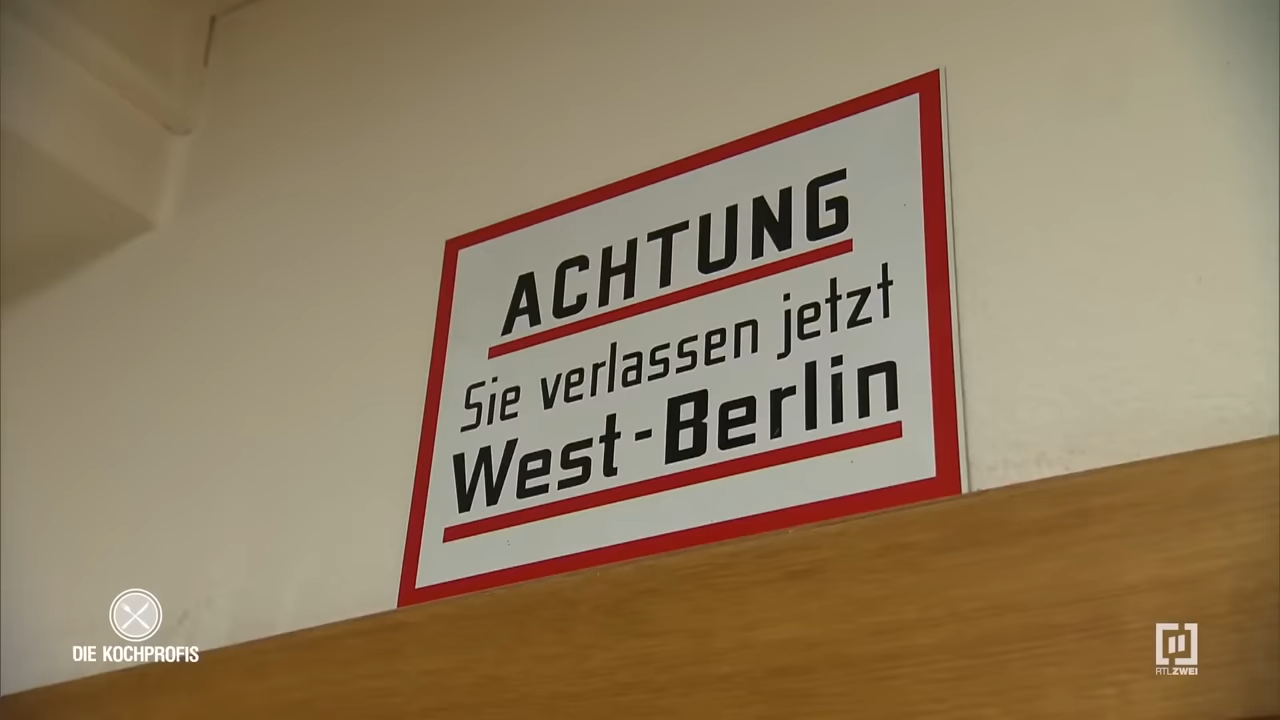 ACHTUNG
Sie verlassen jetzt
West-Berlin
DIE KOCHPROFIS
RTLZWEI